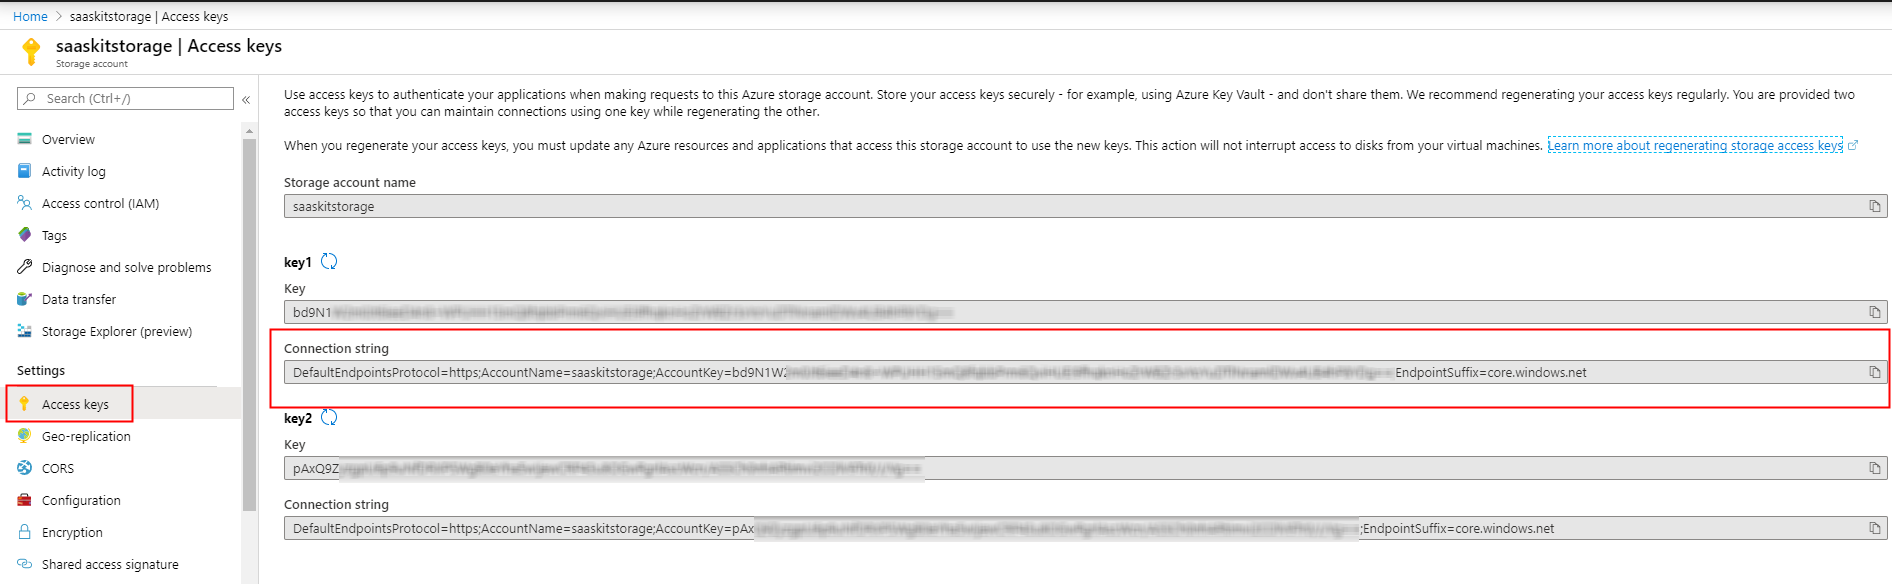 Home > saaskitstorage | Access keys
saaskitstorage | Access keys
Storage account
Search (Ctrl+/)
«
Overview
Activity log
Access control (IAM)
Tags
Diagnose and solve problems
Data transfer
Storage Explorer (preview)
Settings
Access keys
Geo-replication
CORS
Configuration
Encryption
Shared access signature
Use access keys to authenticate your applications when making requests to this Azure storage account. Store your access keys securely - for example, using Azure Key Vault - and don't share them. We recommend regenerating your access keys regularly. You are provided two
access keys so that you can maintain connections using one key while regenerating the other.
When you regenerate your access keys, you must update any Azure resources and applications that access this storage account to use the new keys. This action will not interrupt access to disks from your virtual machines. Learn more about regenerating storage access keys
Storage account name
saaskitstorage
key1
Key
bd9N1
Connection string
DefaultEndpointsProtocol=https;AccountName=saaskitstorage;AccountKey=bd9N1W EndpointSuffix=core.windows.net
key2
Key
pAxQ9Z
Connection string
DefaultEndpointsProtocol=https;AccountName=saaskitstorage;AccountKey=pAx ;EndpointSuffix=core.windows.net